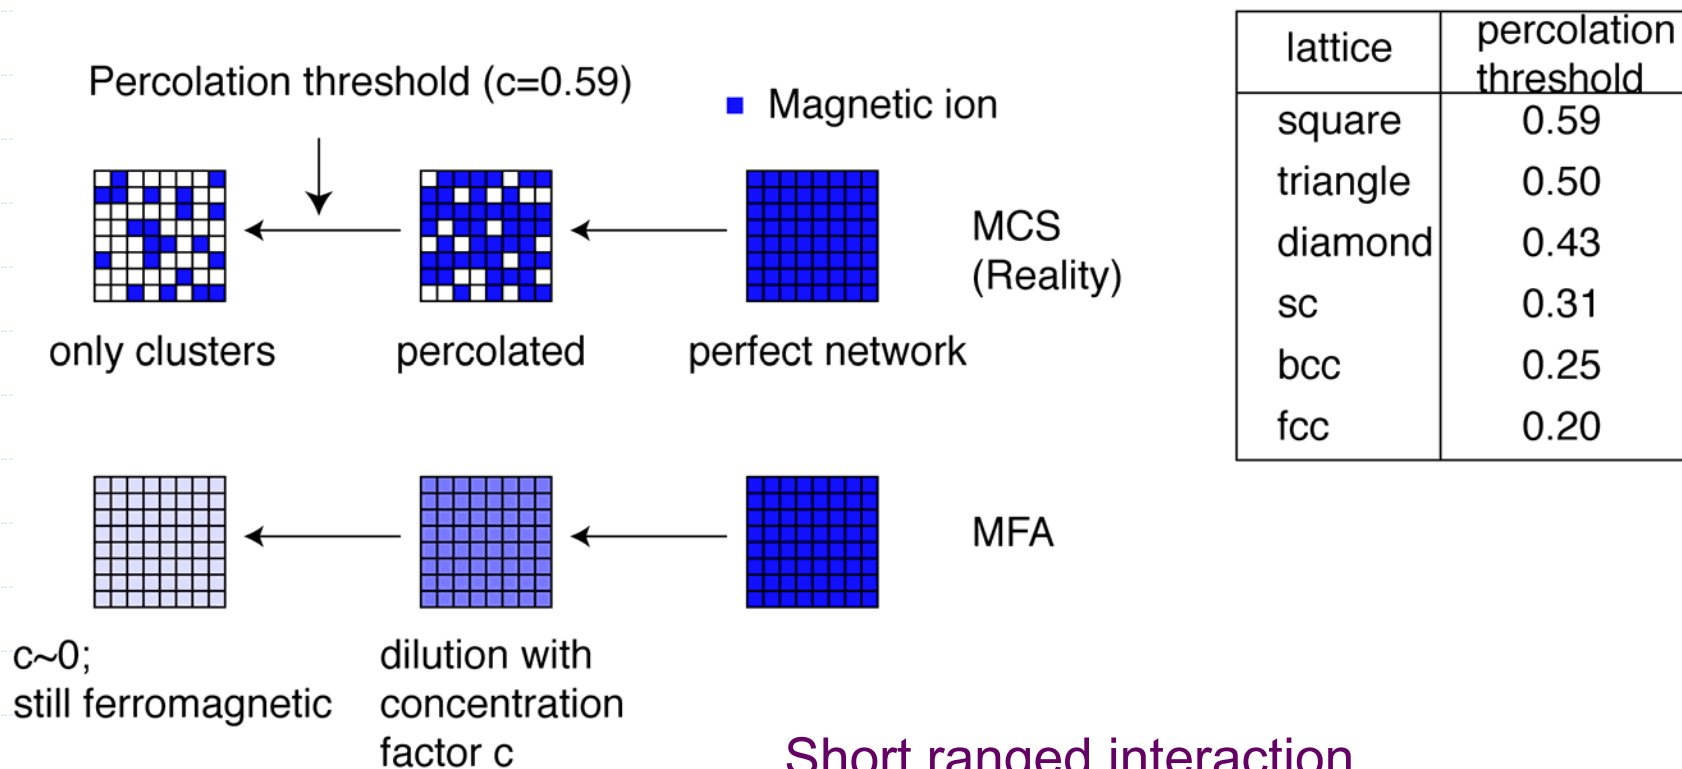 Percolation threshold (c=0.59)
Magnetic ion
MCS
(Reality)
only clusters
percolated
perfect network
MFA
c~0;
still ferromagnetic
dilution with
concentration
factor c
lattice
percolation
threshold
square 0.59
triangle 0.50
diamond 0.43
sc 0.31
bcc 0.25
fcc 0.20
Short ranged interaction